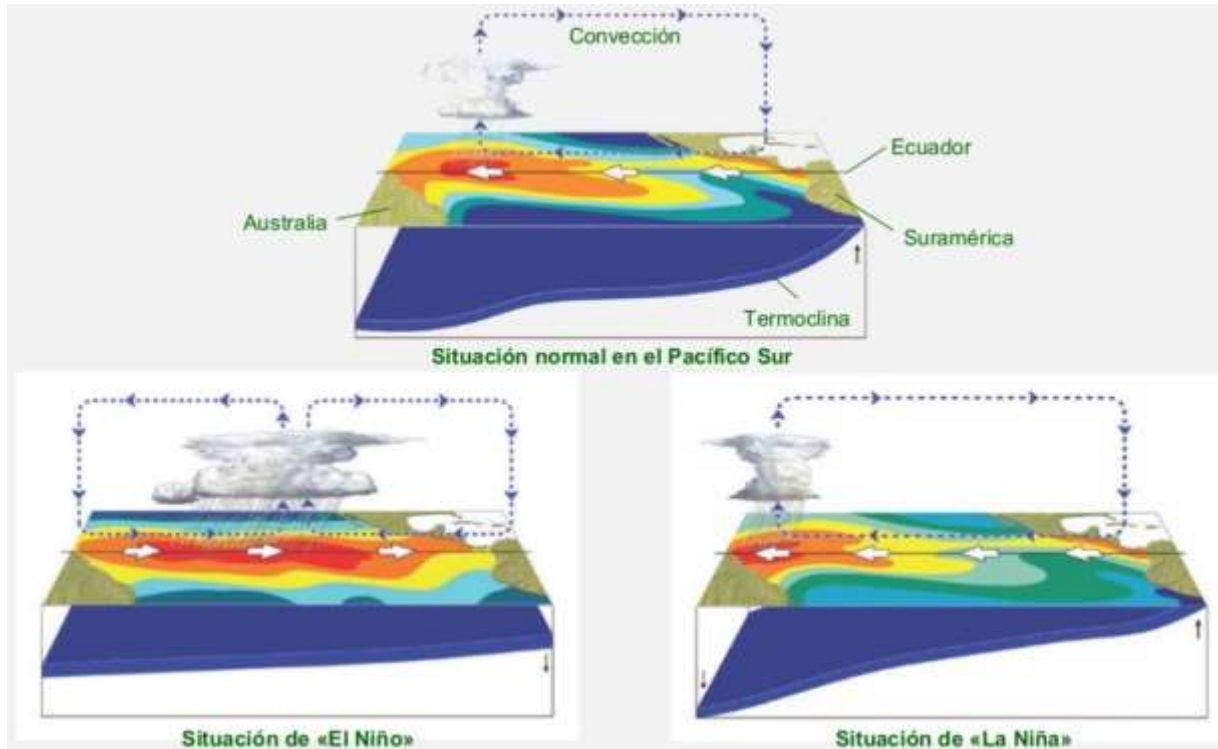 Convección
Ecuador
Australia
Suramérica
Termoclina
Situación normal en el Pacífico Sur
Situación de «El Niño»
Situación de «La Niña»